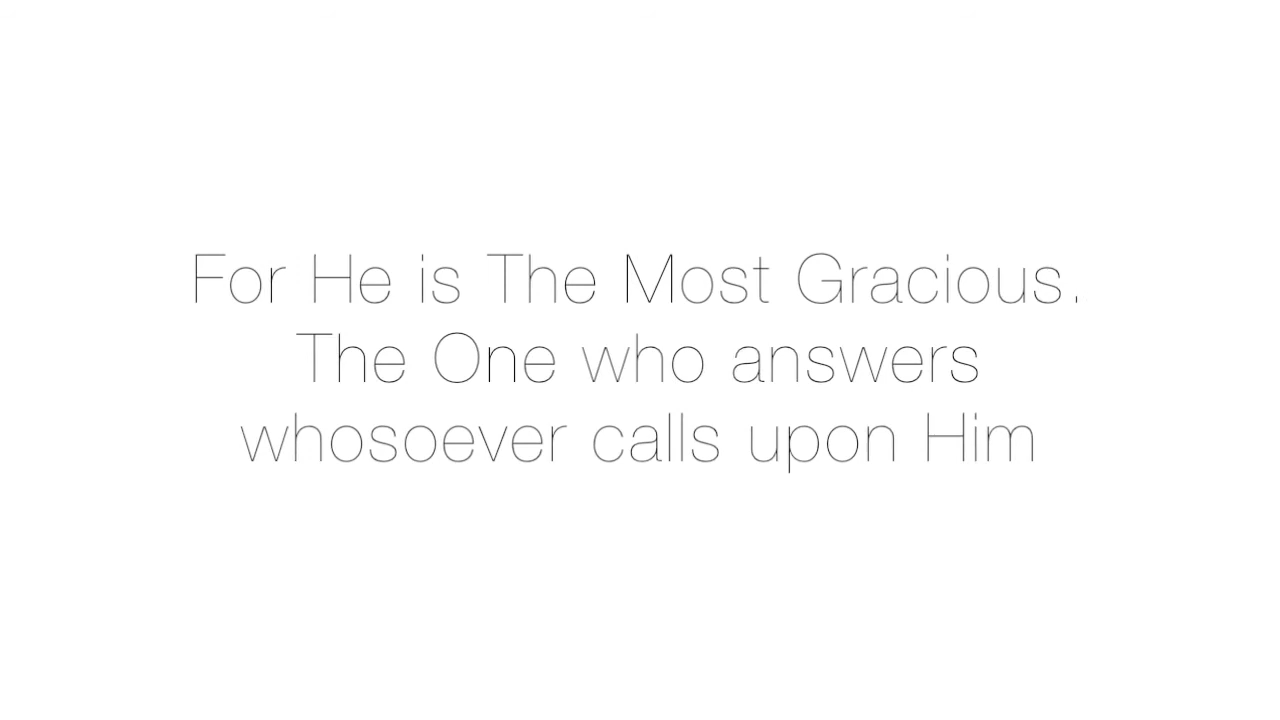 For He is The Most Gracious.
The One who answers
whosoever calls upon Him